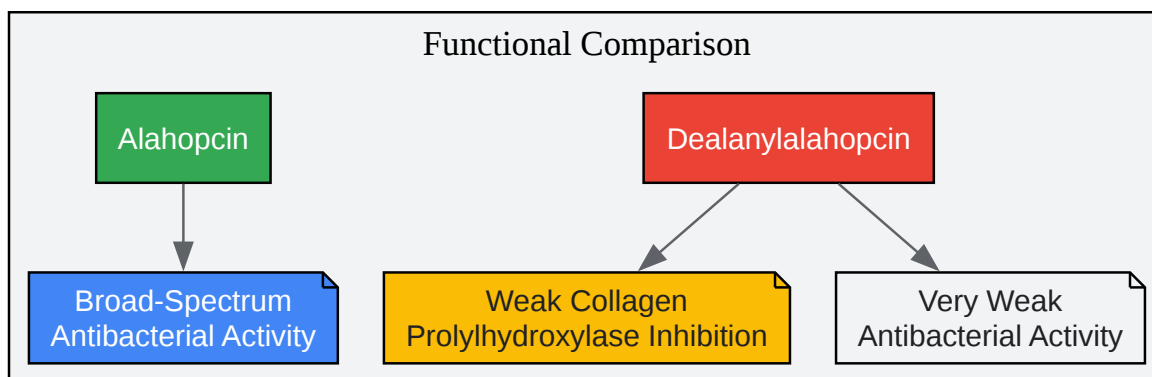 Functional Comparison
Alahopcin
Dealanylalahopcin
Broad-Spectrum
Antibacterial Activity
Weak Collagen
Prolylhydroxylase Inhibition
Very Weak
Antibacterial Activity